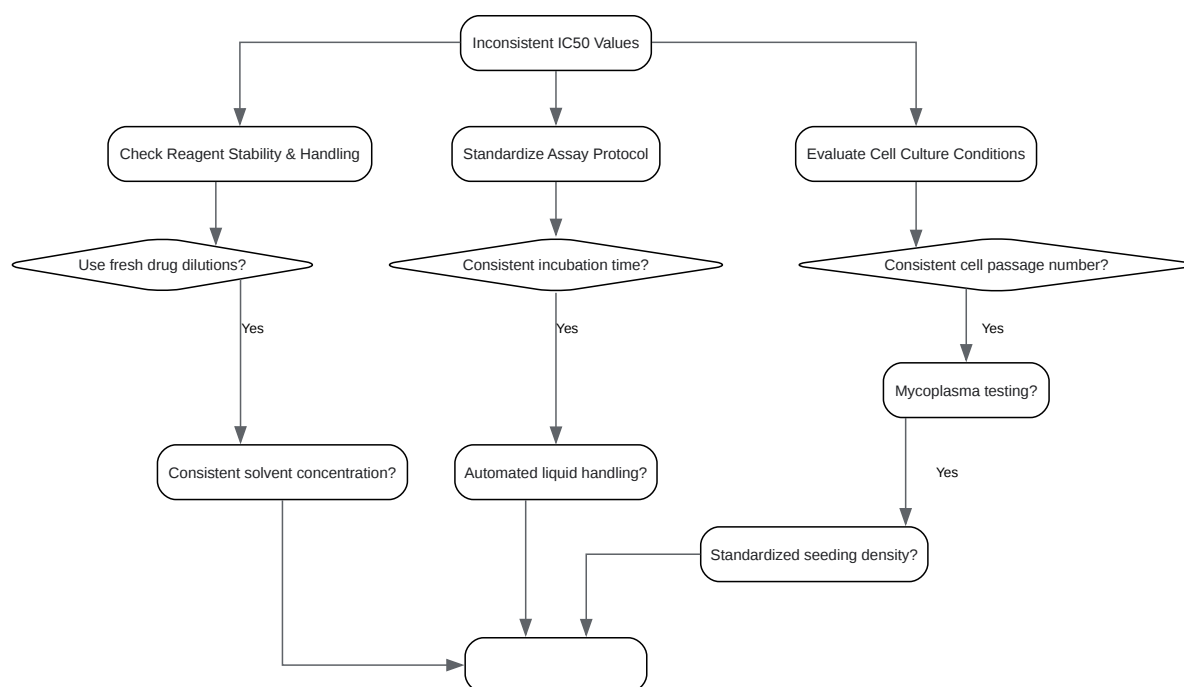 Inconsistent IC50 Values
Check Reagent Stability & Handling
Standardize Assay Protocol
Evaluate Cell Culture Conditions
Use fresh drug dilutions?
Consistent incubation time?
Consistent cell passage number?
Yes
Yes
Yes
Mycoplasma testing?
Consistent solvent concentration?
Automated liquid handling?
Yes
Standardized seeding density?